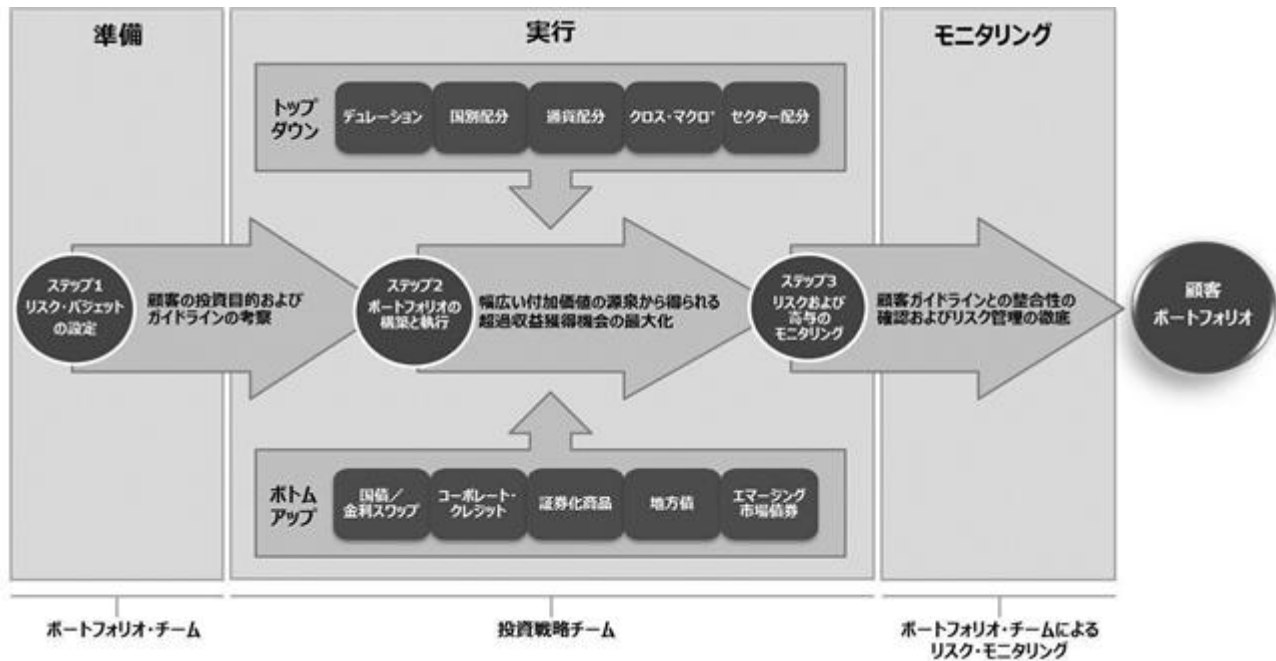 準備
実行
モニタリング
トップ
ダウン
デュレーション
国別配分
通貨配分
クロス・マクロ*
セクター配分
ステップ1
リスク・バジェット
の設定
顧客の投資目的および
ガイドラインの考察
ステップ2
ポートフォリオの
構築と執行
幅広い付加価値の源泉から得られる
超過収益獲得機会の最大化
ステップ3
リスクおよび
寄与の
モニタリング
顧客ガイドラインとの整合性の
確認およびリスク管理の徹底
顧客
ポートフォリオ
ボトム
アップ
国債／
金利スワップ
コーポレート・
クレジット
証券化商品
地方債
エマージング
市場債券
ポートフォリオ・チーム
投資戦略チーム
ポートフォリオ・チームによる
リスク・モニタリング